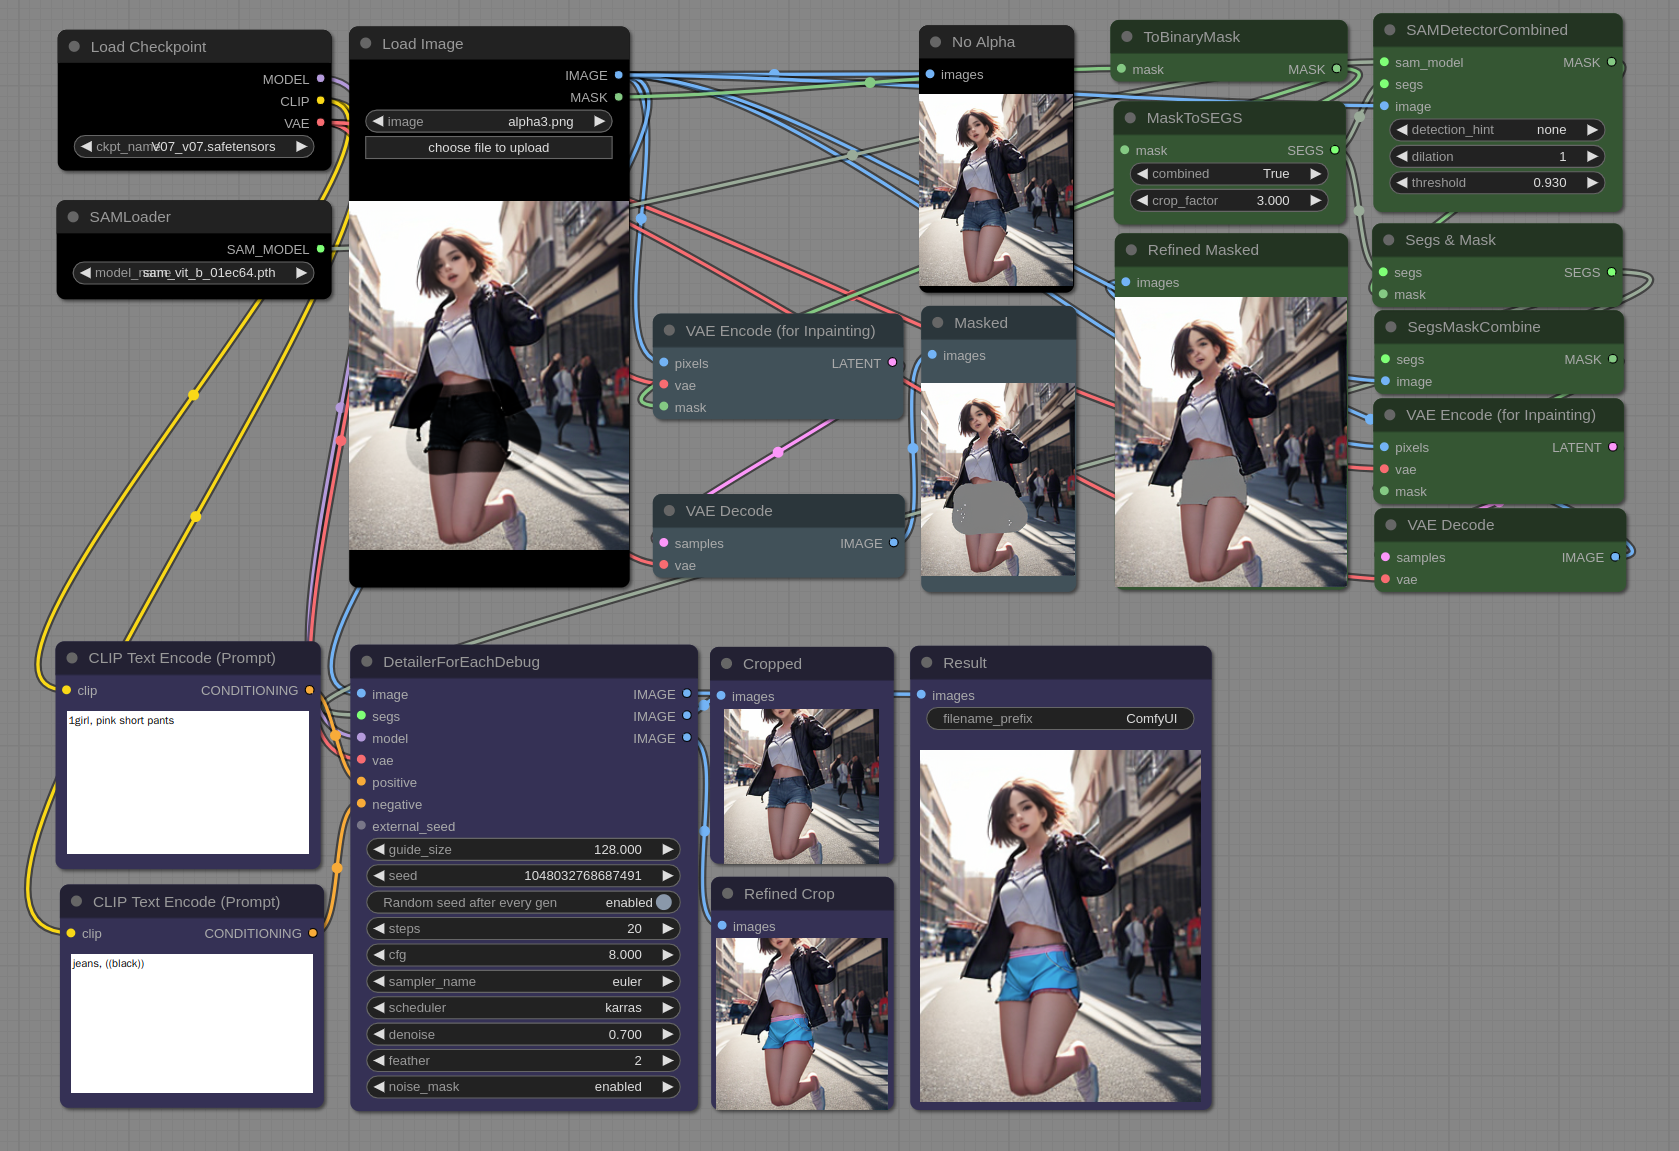 Load Checkpoint
MODEL
CLIP
VAE
ckpt_name V07_v07.safetensors
SAMLoader
SAM_MODEL
model_name sam_vit_b_01ec64.pth
Load Image
IMAGE
MASK
image alpha3.png
choose file to upload
VAE Encode (for Inpainting)
pixels LATENT
vae
mask
VAE Decode
samples IMAGE
vae
No Alpha
images
Masked
images
ToBinaryMask
mask MASK
MaskToSEGS
mask SEGS
combined True
crop_factor 3.000
Refined Masked
images
SAMDetectorCombined
sam_model MASK
segs
image
detection_hint none
dilation 1
threshold 0.930
Segs & Mask
segs SEGS
mask
SegsMaskCombine
segs MASK
image
VAE Encode (for Inpainting)
pixels LATENT
vae
mask
VAE Decode
samples IMAGE
vae
CLIP Text Encode (Prompt)
clip CONDITIONING
1girl, pink short pants
CLIP Text Encode (Prompt)
clip CONDITIONING
jeans, ((black))
DetailerForEachDebug
image IMAGE
segs IMAGE
model IMAGE
vae
positive
negative
external_seed
guide_size 128.000
seed 1048032768687491
Random seed after every gen enabled
steps 20
cfg 8.000
sampler_name euler
scheduler karras
denoise 0.700
feather 2
noise_mask enabled
Cropped
images
Refined Crop
images
Result
images
filename_prefix ComfyUI